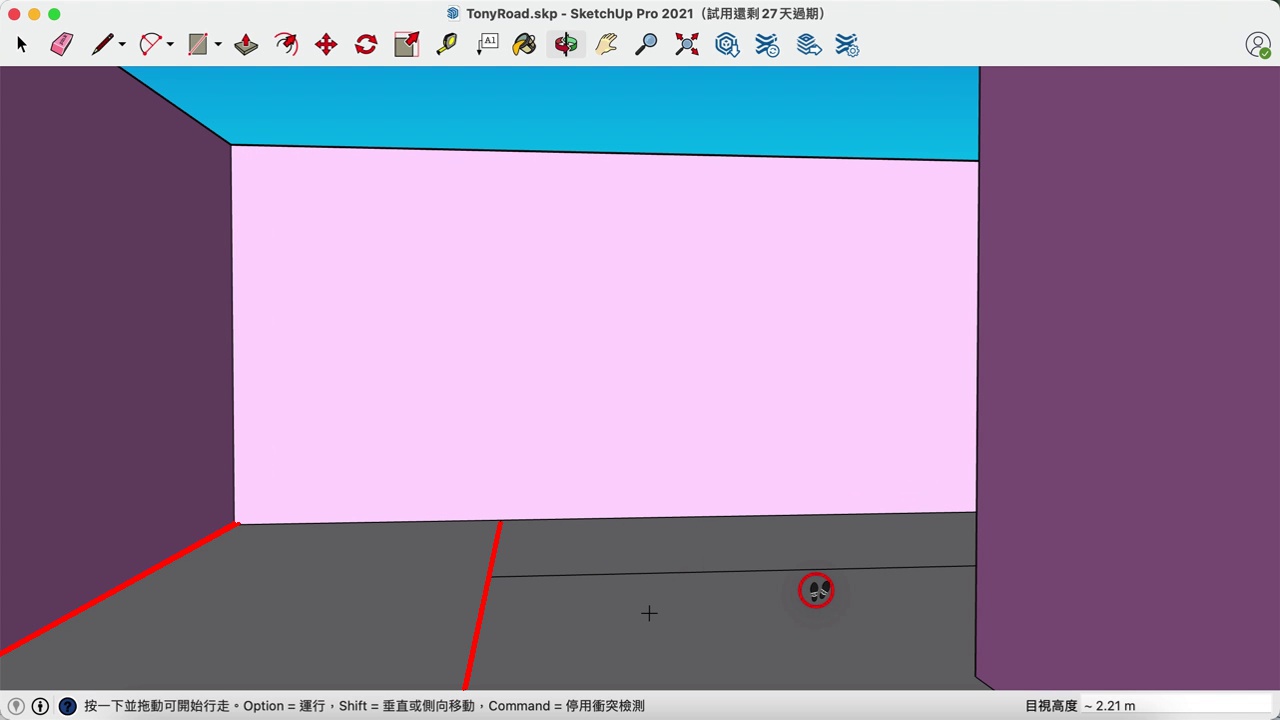 TonyRoad.skp - SketchUp Pro 2021（試用還剩 27 天過期）
A1
按一下並拖動可開始行走。Option = 運行，Shift = 垂直或側向移動，Command = 停用衝突檢測
目視高度 ~ 2.21 m